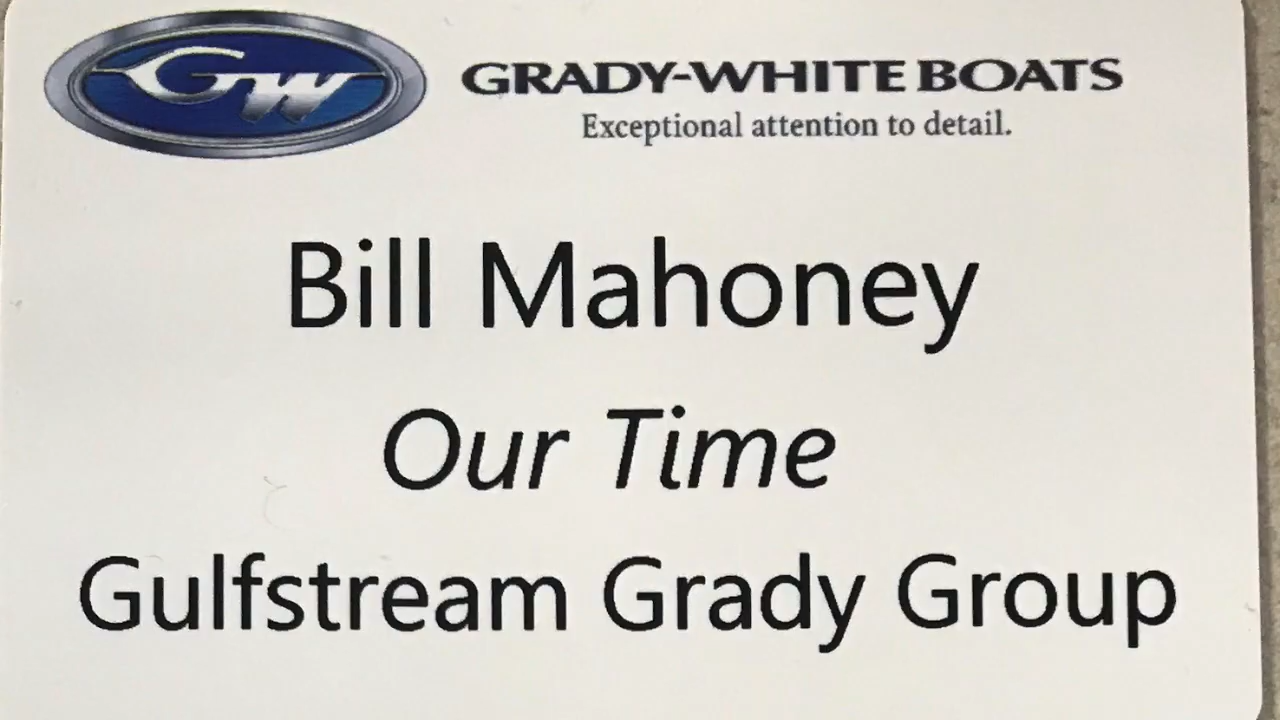 GW
GRADY-WHITE BOATS
Exceptional attention to detail.
Bill Mahoney
Our Time
Gulfstream Grady Group